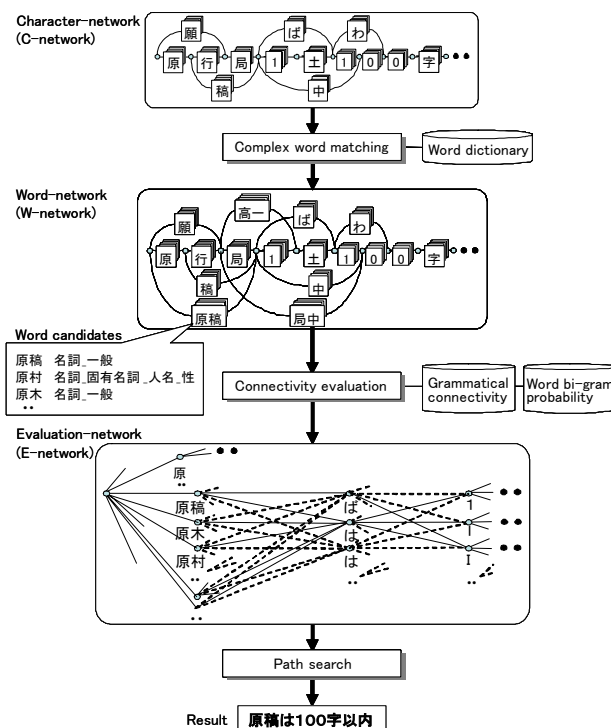 Character-network
(C-network)
願 ば わ
原 行 局 1 土 1 0 0 字
稿 中
Complex word matching
Word dictionary
Word-network
(W-network)
願 高一 ば わ
原 行 局 1 土 1 0 0 字
稿 中
原稿 局中
Word candidates
原稿 名詞_一般
原村 名詞_固有名詞_人名_性
原木 名詞_一般
Connectivity evaluation
Grammatical
connectivity
Word bi-gram
probability
Evaluation-network
(E-network)
原
原稿 ば 1
原木 は
原村 は I
Path search
Result 原稿は100字以内